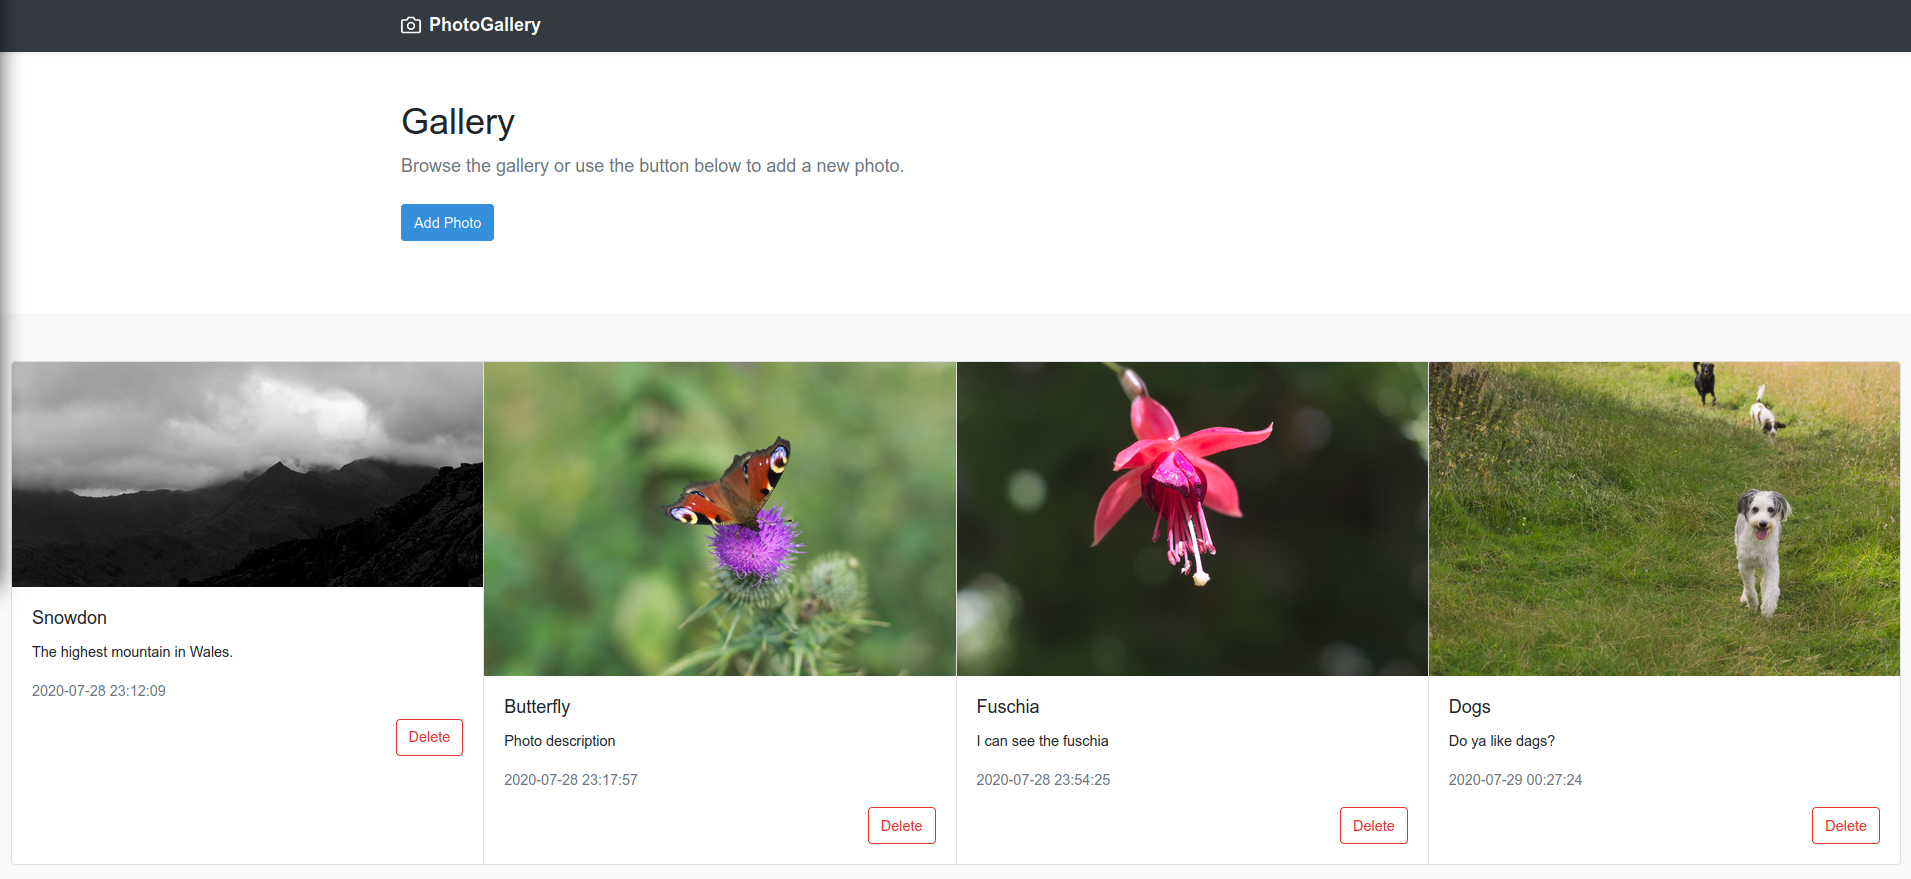 PhotoGallery
Gallery
Browse the gallery or use the button below to add a new photo.
Add Photo
Snowdon
The highest mountain in Wales.
2020-07-28 23:12:09
Delete
Butterfly
Photo description
2020-07-28 23:17:57
Delete
Fuschia
I can see the fuschia
2020-07-28 23:54:25
Delete
Dogs
Do ya like dags?
2020-07-29 00:27:24
Delete